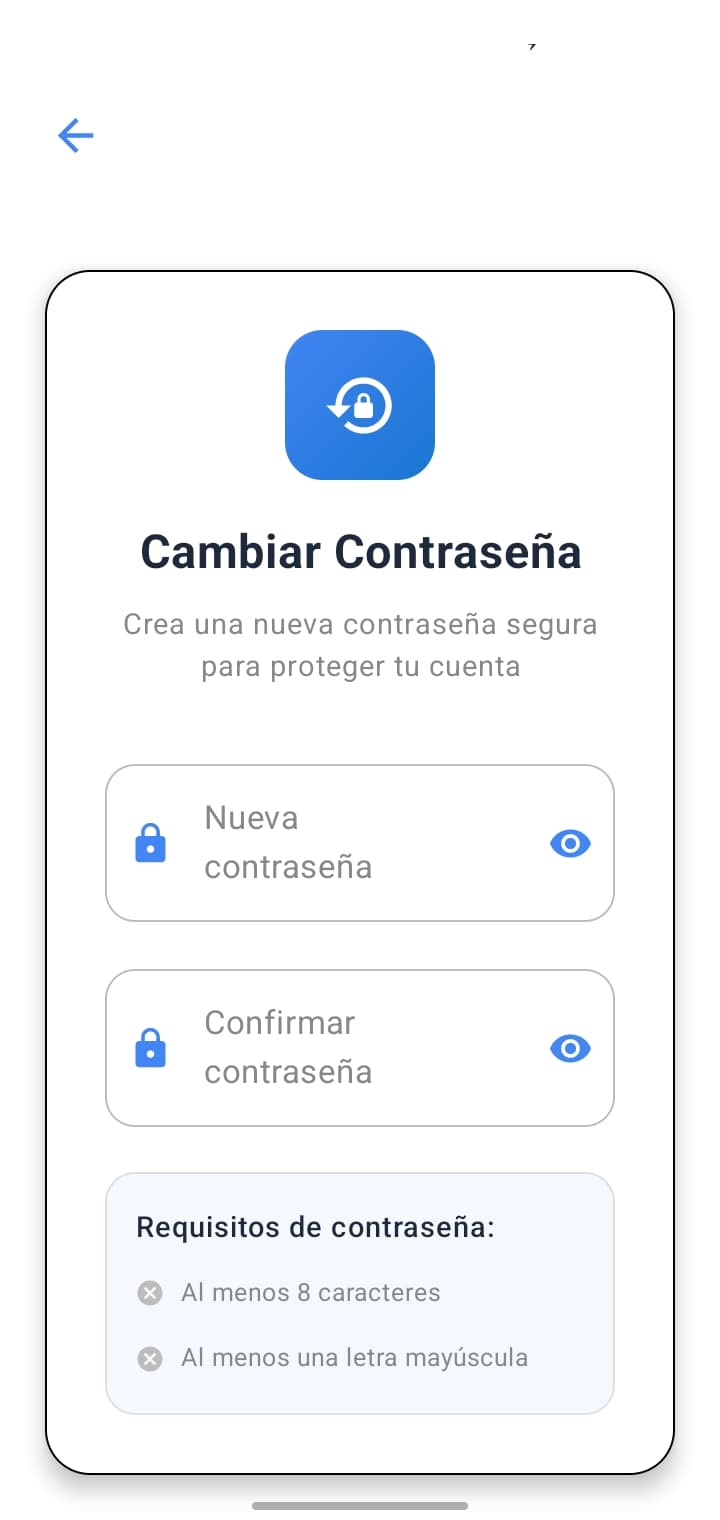 Cambiar Contraseña
Crea una nueva contraseña segura
para proteger tu cuenta
Nueva
contraseña
Confirmar
contraseña
Requisitos de contraseña:
Al menos 8 caracteres
Al menos una letra mayúscula